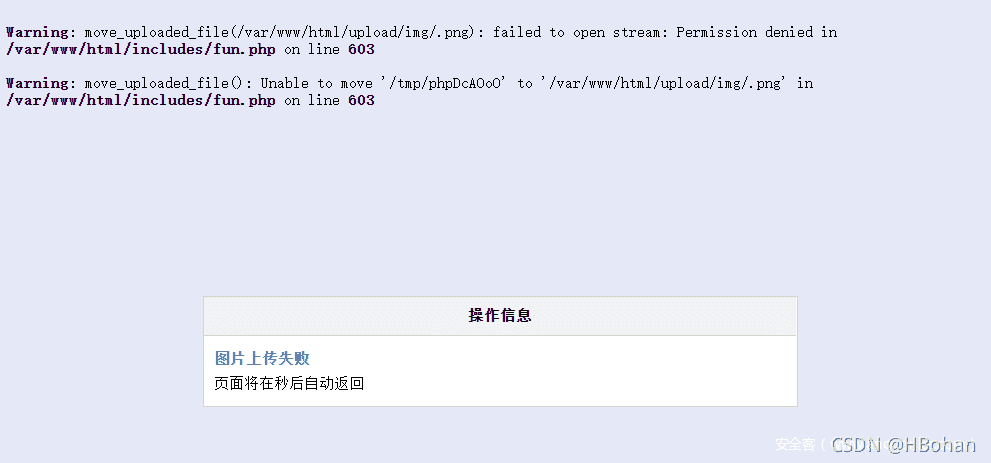 Warning: move_uploaded_file(/var/www/html/upload/img/.png): failed to open stream: Permission denied in
/var/www/html/includes/fun.php on line 603
Warning: move_uploaded_file(): Unable to move '/tmp/phpDcAOoO' to '/var/www/html/upload/img/.png' in
/var/www/html/includes/fun.php on line 603
操作信息
图片上传失败
页面将在秒后自动返回
安全客（
CSDN @HBohan